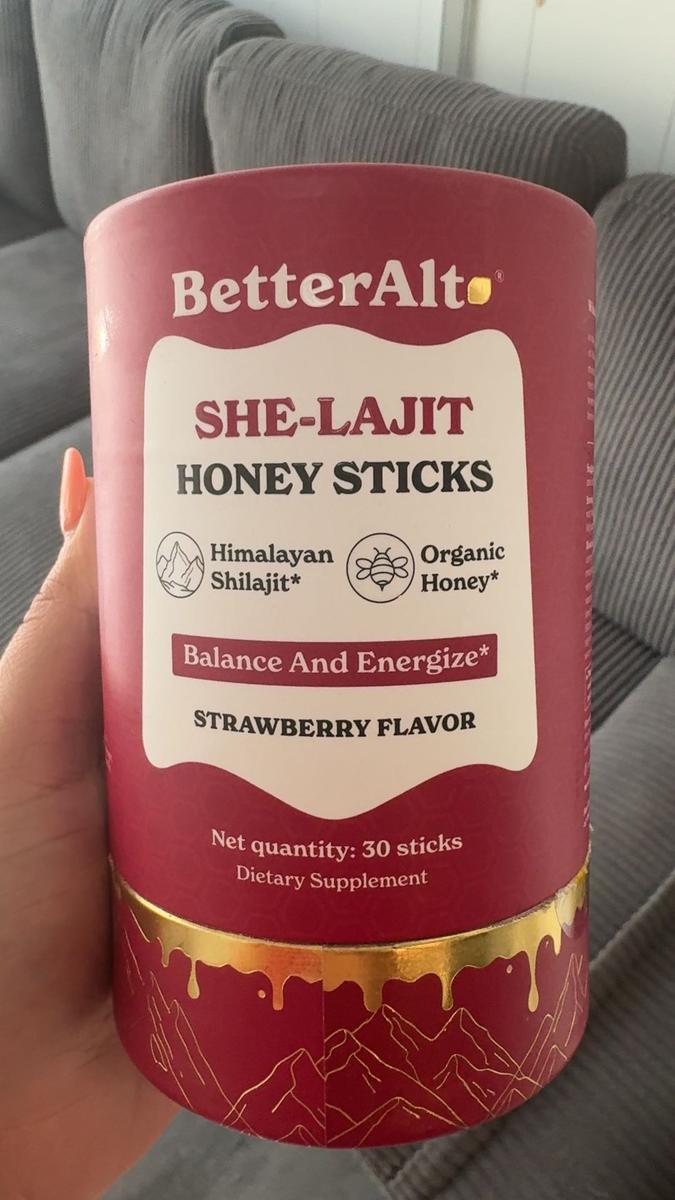 BetterAlt®
SHE-LAJIT
HONEY STICKS
Himalayan
Shilajit*
Organic
Honey*
Balance And Energize*
STRAWBERRY FLAVOR
Net quantity: 30 sticks
Dietary Supplement